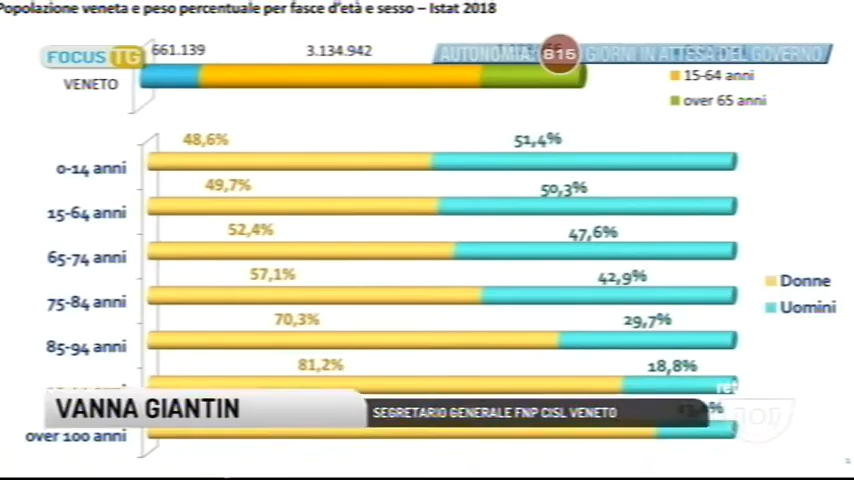 Popolazione veneta e peso percentuale per fasce d'età e sesso – Istat 2018
FOCUS TG
661.139
3.134.942
AUTONOMIA: 815 GIORNI IN ATTESA DEL GOVERNO
VENETO
15-64 anni
over 65 anni
48,6%
51,4%
0-14 anni
49,7%
50,3%
15-64 anni
52,4%
47,6%
65-74 anni
57,1%
42,9%
75-84 anni
Donne
Uomini
70,3%
29,7%
85-94 anni
81,2%
18,8%
VANNA GIANTIN
SEGRETARIO GENERALE FNP CISL VENETO
over 100 anni